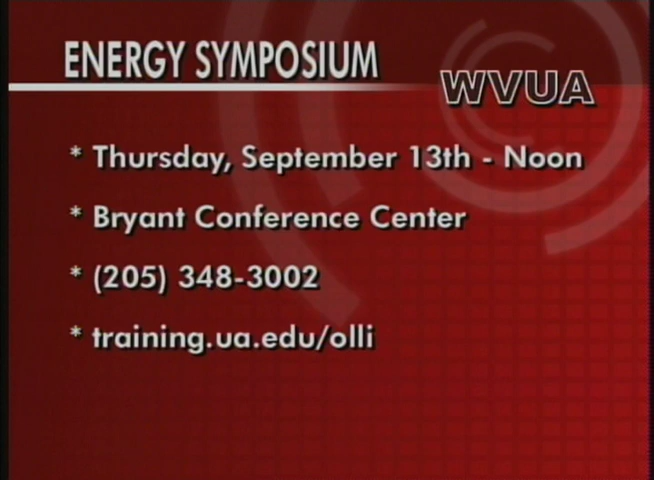 ENERGY SYMPOSIUM
WVUA
* Thursday, September 13th - Noon
* Bryant Conference Center
* (205) 348-3002
* training.ua.edu/olli